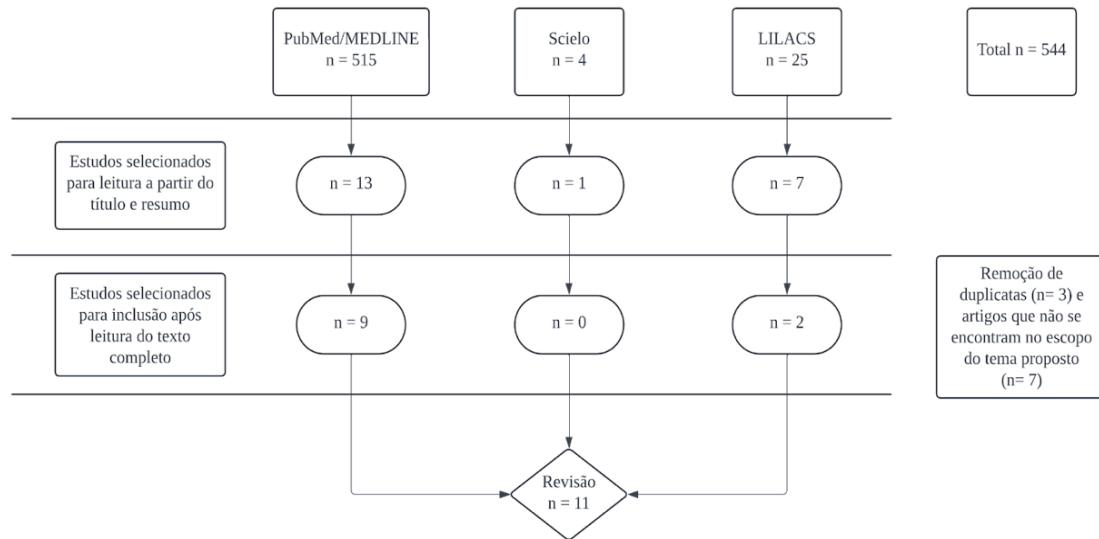 PubMed/MEDLINE
n = 515
Scielo
n = 4
LILACS
n = 25
Total n = 544
Estudos selecionados
para leitura a partir do
título e resumo
n = 13
n = 1
n = 7
Estudos selecionados
para inclusão após
leitura do texto
completo
n = 9
n = 0
n = 2
Remoção de
duplicatas (n= 3) e
artigos que não se
encontram no escopo
do tema proposto
(n= 7)
Revisão
n = 11